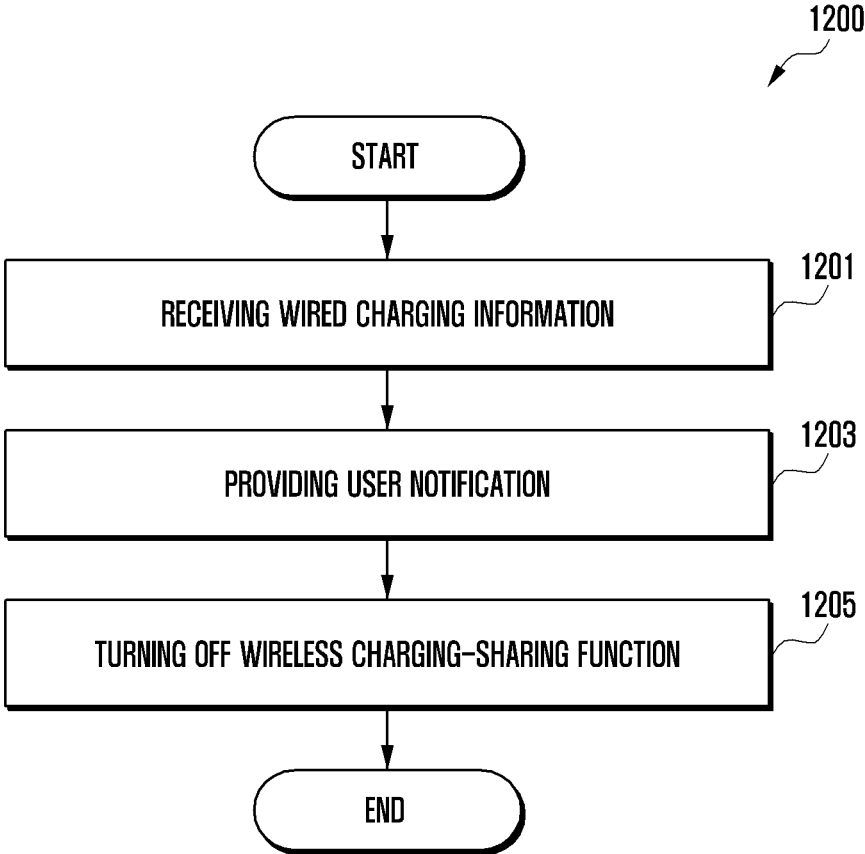 1200
START
1201
RECEIVING WIRED CHARGING INFORMATION
1203
PROVIDING USER NOTIFICATION
1205
TURNING OFF WIRELESS CHARGING-SHARING FUNCTION
END